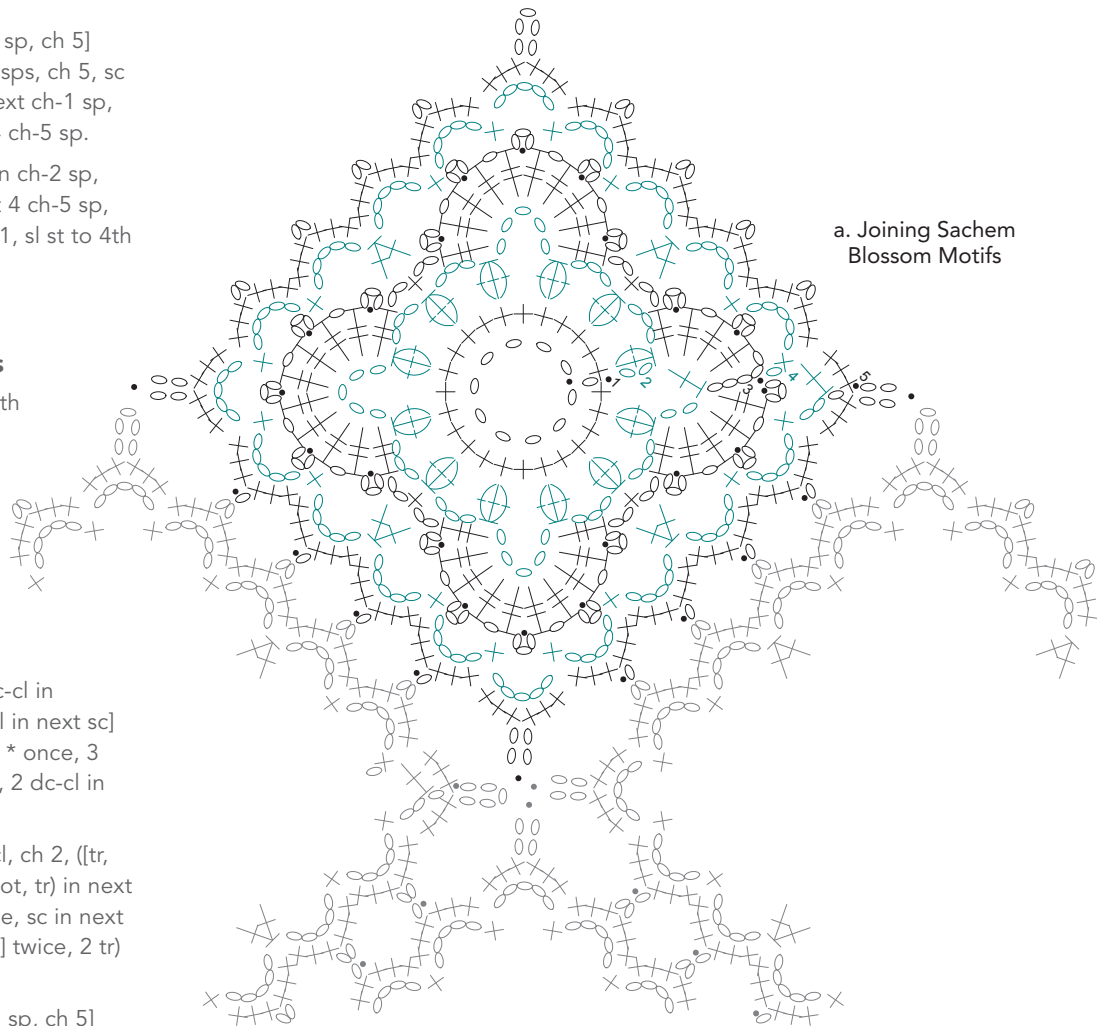 sp, ch 5]
sps, ch 5, sc
ext ch-1 sp,
ch-5 sp.
n ch-2 sp,
t 4 ch-5 sp,
1, sl st to 4th
s
th
c-cl in
l in next sc]
* once, 3
, 2 dc-cl in
cl, ch 2, ([tr,
ot, tr) in next
e, sc in next
] twice, 2 tr)
sp, ch 5]
a. Joining Sachem
Blossom Motifs
1
2
3
4
5